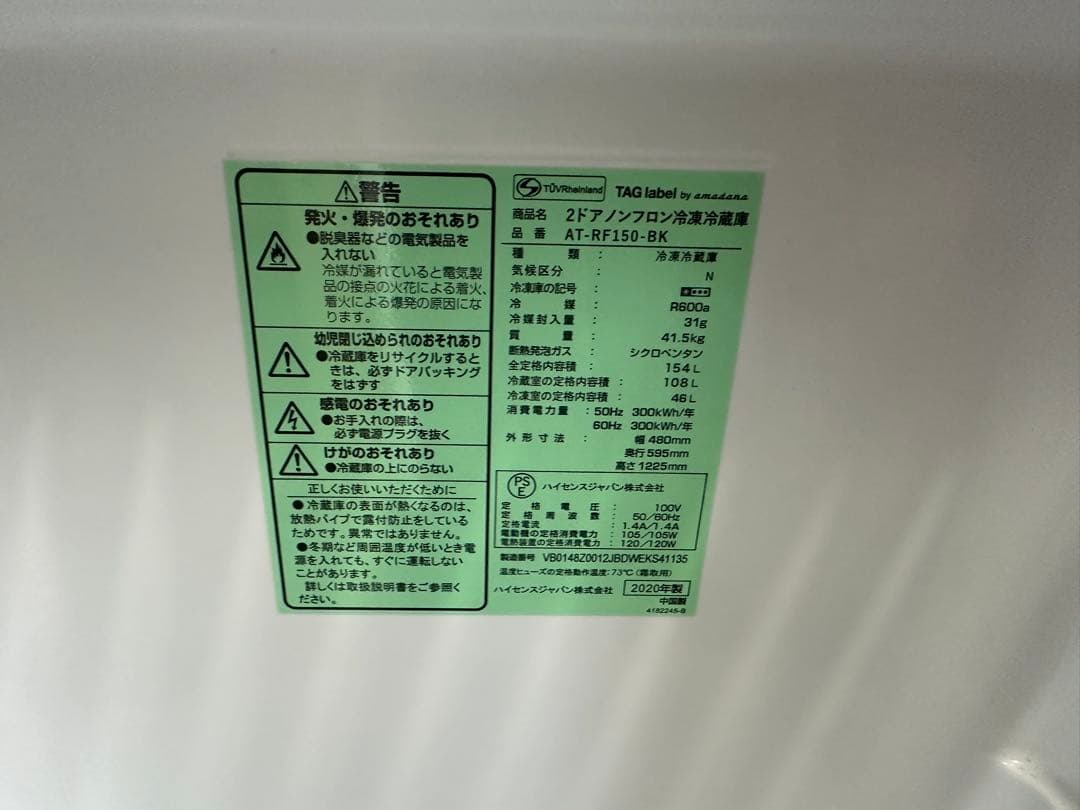 ⚠警告
発火・爆発のおそれあり
●脱臭器などの電気製品を
入れない
冷媒が漏れていると電気製
品の接点の火花による着火、
着火による爆発の原因にな
ります。
幼児閉じ込められのおそれあり
●冷蔵庫をリサイクルすると
きは、必ずドアパッキング
をはずす
感電のおそれあり
●お手入れの際は、
必ず電源プラグを抜く
けがのおそれあり
●冷蔵庫の上にのらない
正しくお使いいただくために
●冷蔵庫の表面が熱くなるのは、
放熱パイプで露付防止をしている
ためです。異常ではありません。
●冬期など周囲温度が低いとき電
源を入れても、すぐに運転しない
ことがあります。
詳しくは取扱説明書をご参照く
ださい。
TÜVRheinland TAG label by amadana
商品名 2ドアノンフロン冷凍冷蔵庫
品番 AT-RF150-BK
種類 : 冷凍冷蔵庫
気候区分 : N
冷凍庫の記号 :
冷媒 : R600a
冷媒封入量 : 31g
質量 : 41.5kg
断熱発泡ガス : シクロペンタン
全定格内容積 : 154L
冷蔵室の定格内容積 : 108L
冷凍室の定格内容積 : 46L
消費電力量 : 50Hz 300kWh/年
60Hz 300kWh/年
外形寸法 : 幅480mm
奥行595mm
高さ1225mm
PSE ハイセンスジャパン株式会社
定格電圧 : 100V
定格周波数 : 50/60Hz
定格電流 : 1.4A/1.4A
電動機の定格消費電力 : 105/105W
電熱装置の定格消費電力 : 120/120W
製造番号 VB0148Z0012JBDWEKS41135
温度ヒューズの定格動作温度:73℃(霜取用)
ハイセンスジャパン株式会社 2020年製
中国製
4182245-B